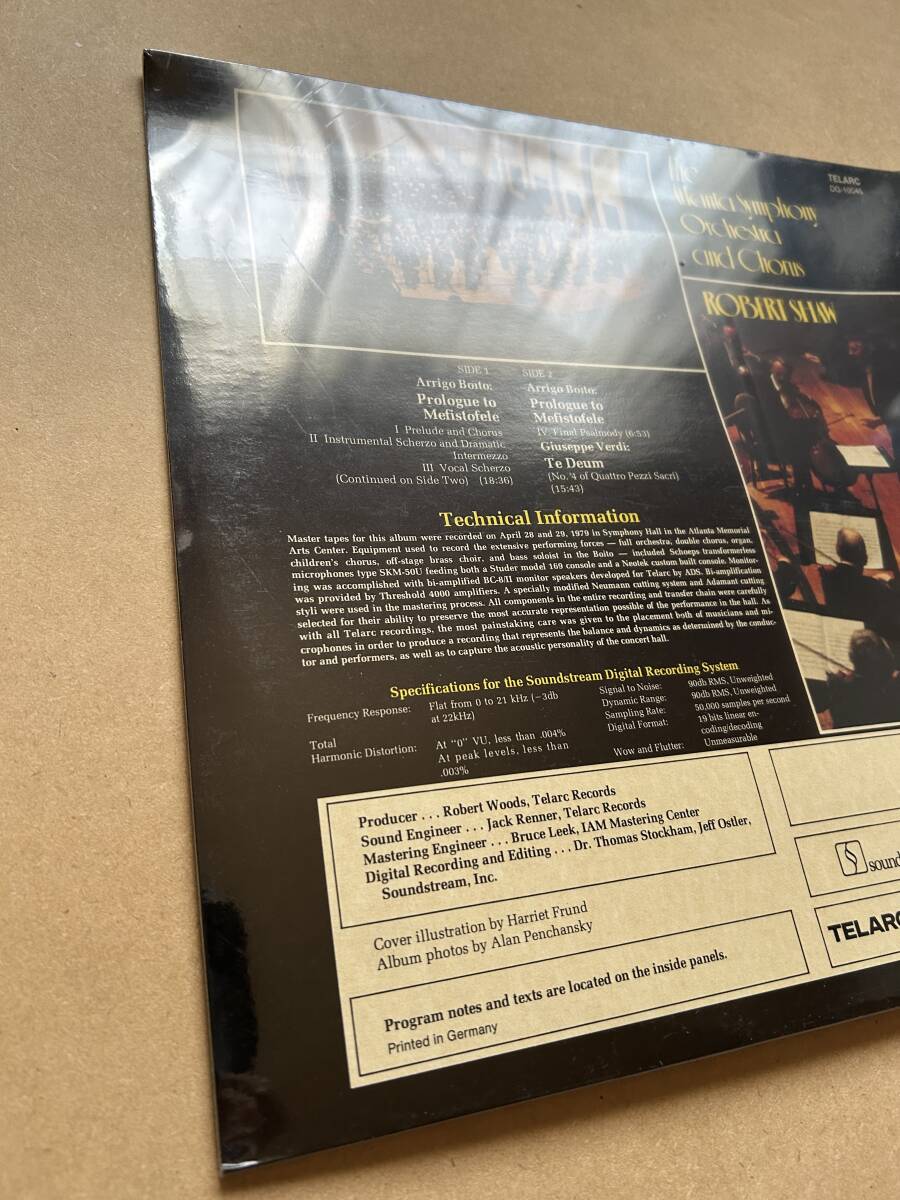 The
Atlanta Symphony
Orchestra
and Chorus
TELARC
DG-10045
ROBERT SHAW
SIDE 1
Arrigo Boito:
Prologue to
Mefistofele
I Prelude and Chorus
II Instrumental Scherzo and Dramatic
Intermezzo
III Vocal Scherzo
(Continued on Side Two) (18:36)
SIDE 2
Arrigo Boito:
Prologue to
Mefistofele
IV. Final Psalmody (6:53)
Giuseppe Verdi:
Te Deum
(No. 4 of Quattro Pezzi Sacri)
(15:43)
Technical Information
Master tapes for this album were recorded on April 28 and 29, 1979 in Symphony Hall in the Atlanta Memorial
Arts Center. Equipment used to record the extensive performing forces — full orchestra, double chorus, organ,
children's chorus, off-stage brass choir, and bass soloist in the Boito — included Schoeps transformerless
microphones type SKM-50U feeding both a Studer model 169 console and a Neotek custom built console. Monitor-
ing was accomplished with bi-amplified BC-8/II monitor speakers developed for Telarc by ADS. Bi-amplification
was provided by Threshold 4000 amplifiers. A specially modified Neumann cutting system and Adamant cutting
styli were used in the mastering process. All components in the entire recording and transfer chain were carefully
selected for their ability to preserve the most accurate representation possible of the performance in the hall. As
with all Telarc recordings, the most painstaking care was given to the placement both of musicians and mi-
crophones in order to produce a recording that represents the balance and dynamics as determined by the conduc-
tor and performers, as well as to capture the acoustic personality of the concert hall.
Specifications for the Soundstream Digital Recording System
Frequency Response: Flat from 0 to 21 kHz (−3db
at 22kHz)
Total
Harmonic Distortion: At "0" VU, less than .004%
At peak levels, less than
.003%
Signal to Noise: 90db RMS, Unweighted
Dynamic Range: 90db RMS, Unweighted
Sampling Rate: 50,000 samples per second
Digital Format: 19 bits linear en-
coding/decoding
Wow and Flutter: Unmeasurable
Producer . . . Robert Woods, Telarc Records
Sound Engineer . . . Jack Renner, Telarc Records
Mastering Engineer . . . Bruce Leek, IAM Mastering Center
Digital Recording and Editing . . . Dr. Thomas Stockham, Jeff Ostler,
Soundstream, Inc.
Cover illustration by Harriet Frund
Album photos by Alan Penchansky
Program notes and texts are located on the inside panels.
Printed in Germany
sound
TELARC